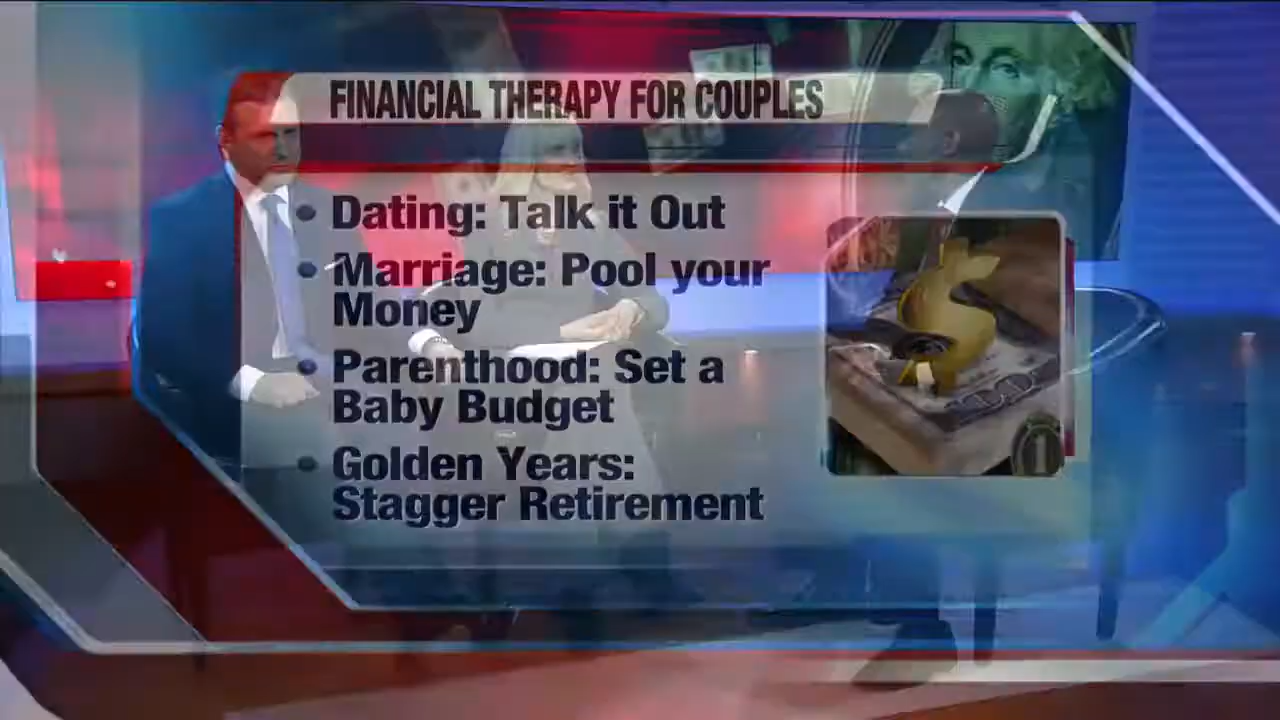 FINANCIAL THERAPY FOR COUPLES
• Dating: Talk it Out
• Marriage: Pool your
Money
• Parenthood: Set a
Baby Budget
• Golden Years:
Stagger Retirement
1